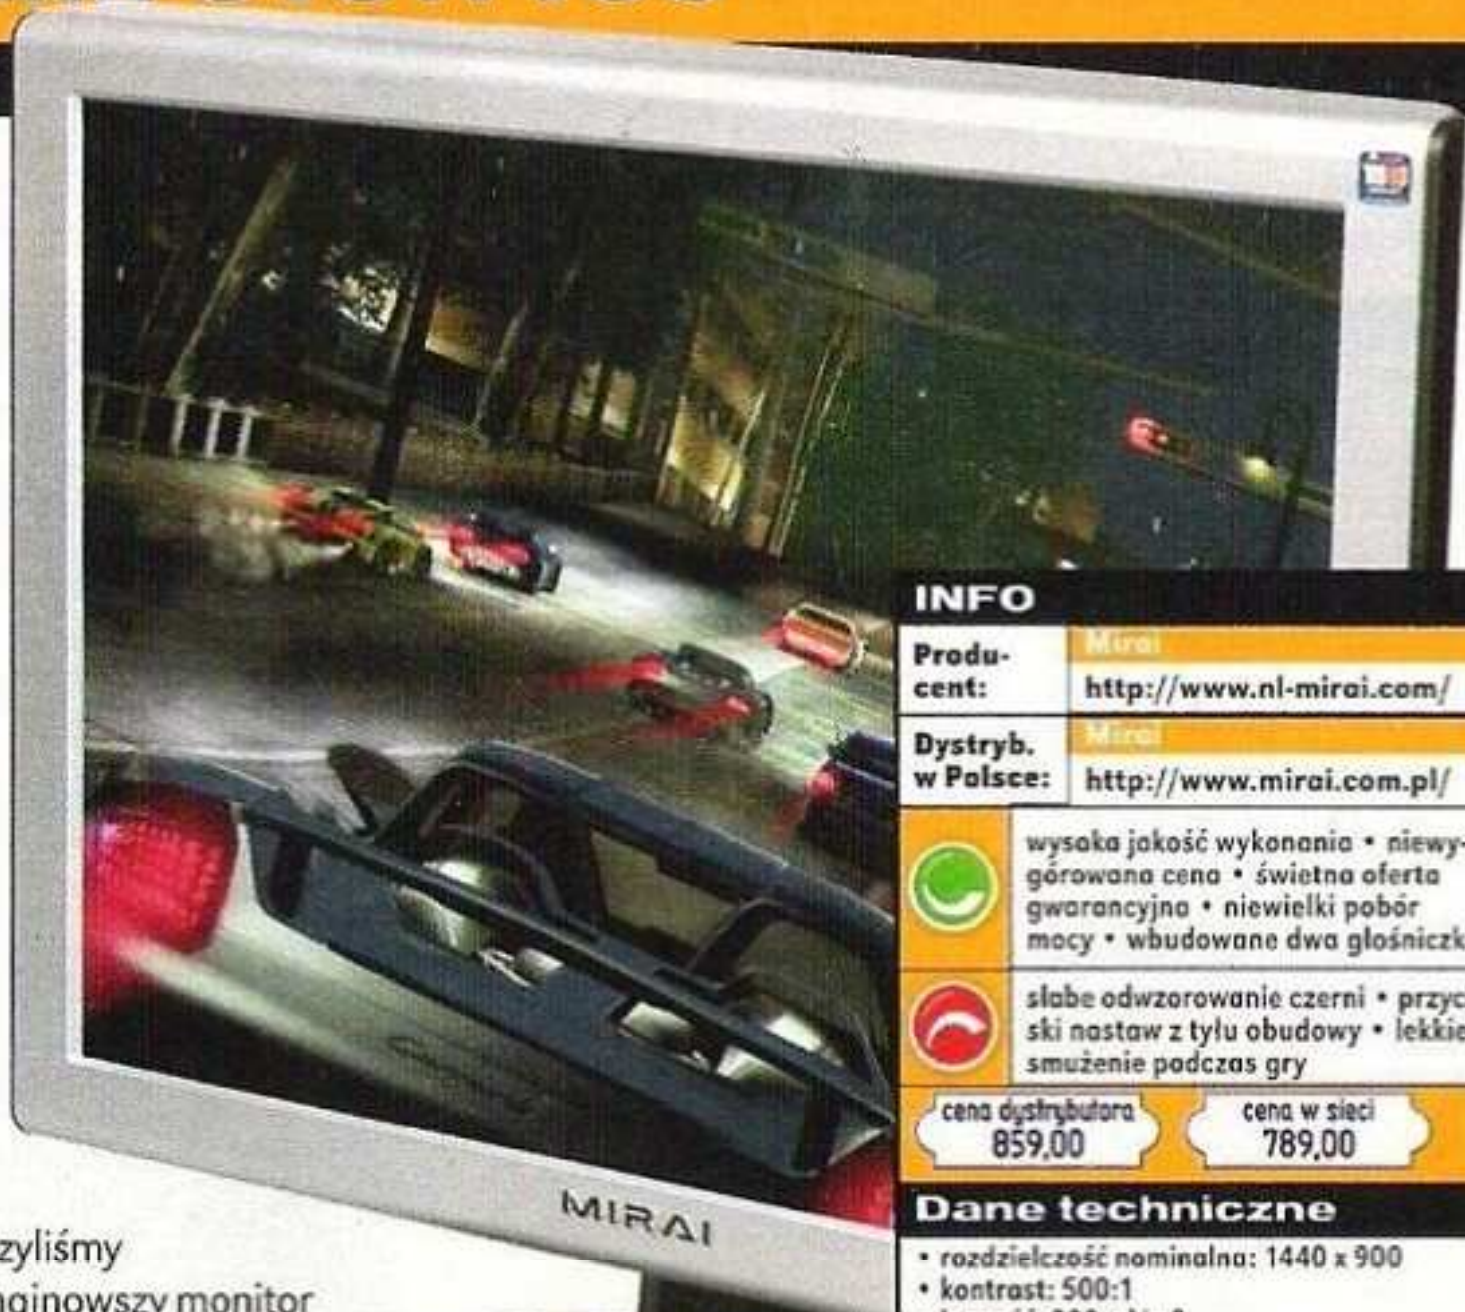 MIRAI
zyliśmy
najnowszy monitor
INFO
Produ-
cent:
Mirai
http://www.nl-mirai.com/
Dystryb.
w Polsce:
Mirai
http://www.mirai.com.pl/
wysoka jakość wykonania • niewy-
górowana cena • świetna oferta
gwarancyjna • niewielki pobór
mocy • wbudowane dwa głośniczk
słabe odwzorowanie czerni • przyc
ski nastaw z tyłu obudowy • lekkie
smużenie podczas gry
cena dystrybutora
859,00
cena w sieci
789,00
Dane techniczne
• rozdzielczość nominalna: 1440 x 900
• kontrast: 500:1